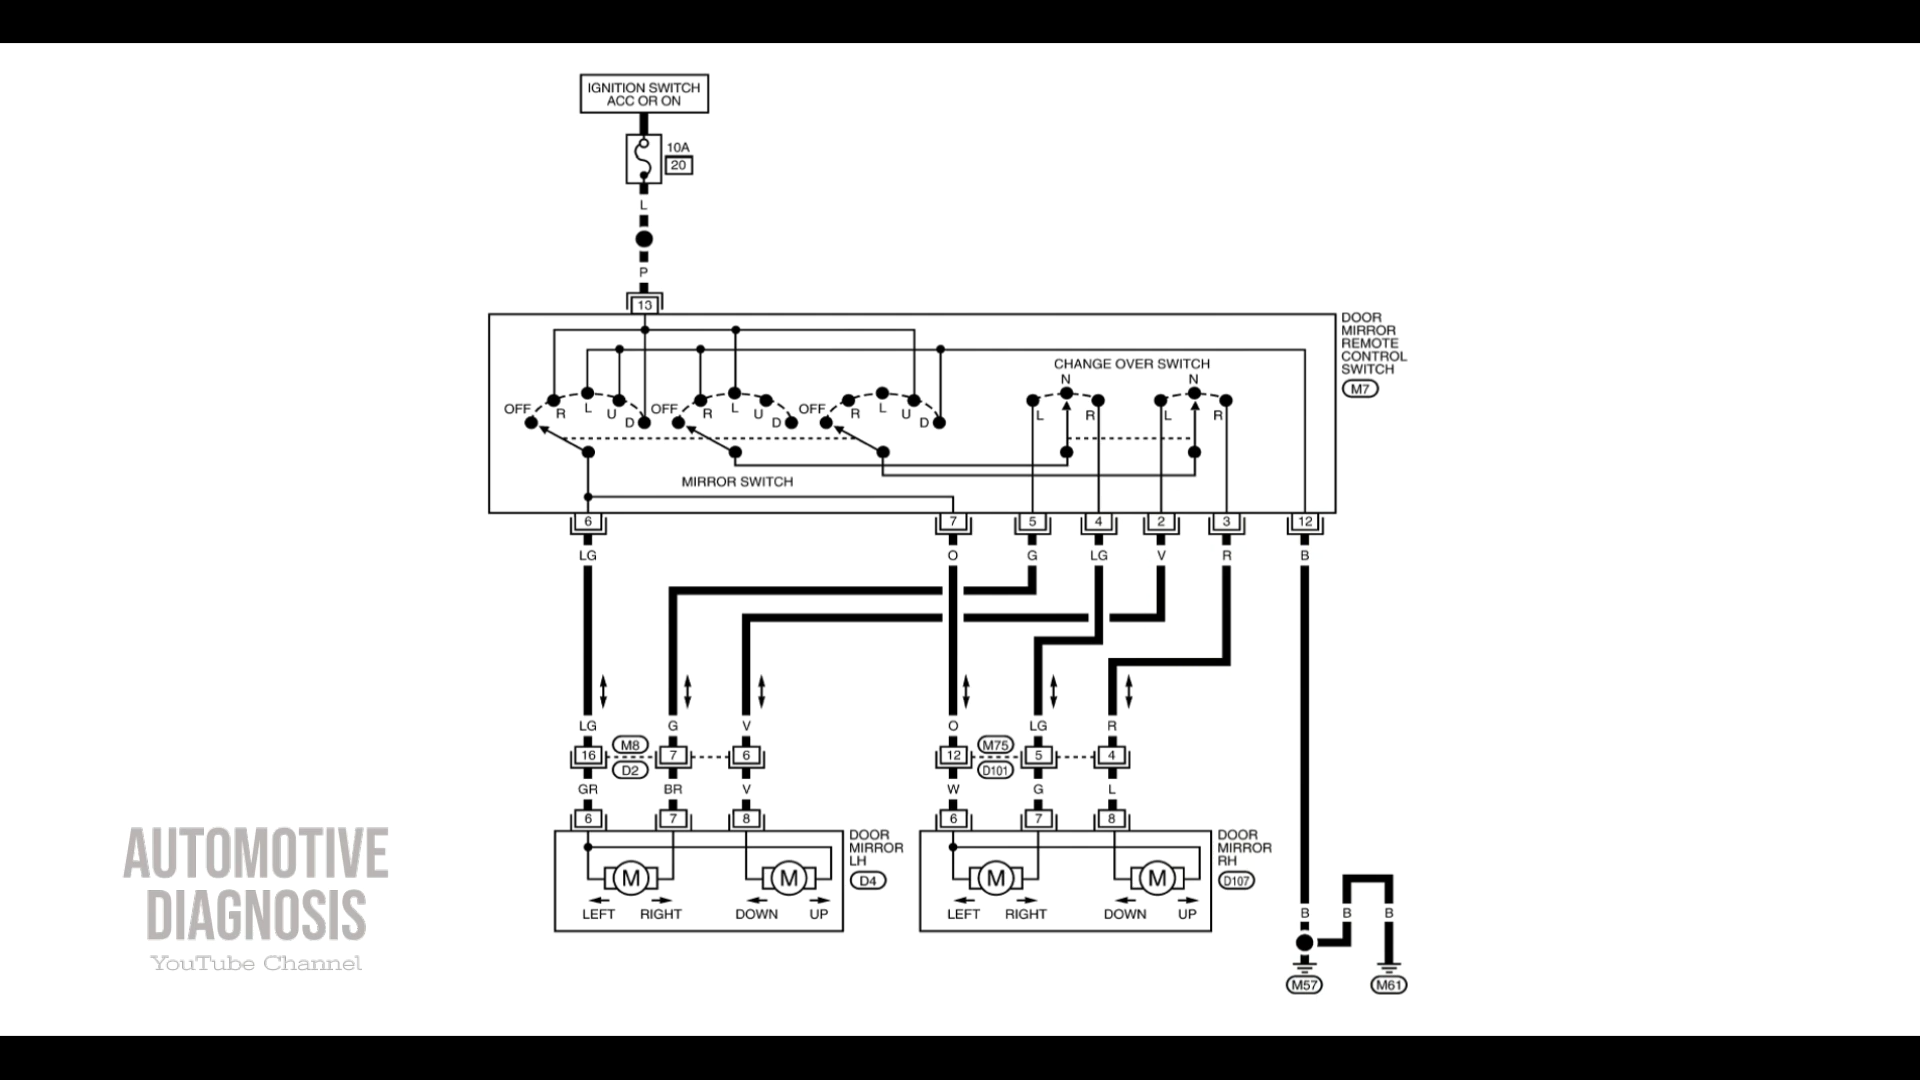 IGNITION SWITCH
ACC OR ON
10A
20
L
P
13
DOOR
MIRROR
REMOTE
CONTROL
SWITCH
M7
CHANGE OVER SWITCH
N N
OFF R L U D OFF R L U D OFF R L U D L R L R
MIRROR SWITCH
6 7 5 4 2 3 12
LG O G LG V R B
LG G V O LG R
16 M8 7 6 12 M75 5 4
D2 D101
GR BR V W G L
6 7 8 6 7 8
DOOR
MIRROR
LH
D4
DOOR
MIRROR
RH
D107
M M M M
LEFT RIGHT DOWN UP LEFT RIGHT DOWN UP
B B B
M57 M61
AUTOMOTIVE
DIAGNOSIS
YouTube Channel